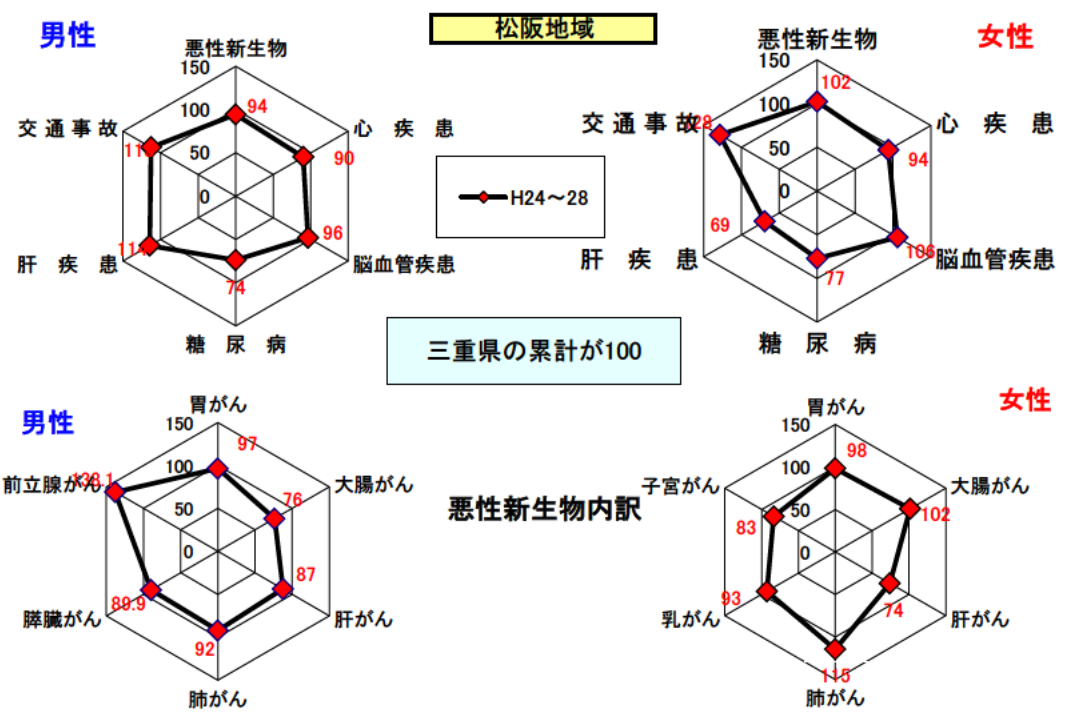 松阪地域
男性
悪性新生物
心疾患
脳血管疾患
糖尿病
肝疾患
交通事故
150
100
50
0
94
90
96
74
H24～28
女性
悪性新生物
心疾患
脳血管疾患
糖尿病
肝疾患
交通事故
150
100
50
0
102
94
106
77
69
三重県の累計が100
男性
胃がん
大腸がん
肝がん
肺がん
膵臓がん
前立腺がん
150
100
50
0
97
76
87
92
89.9
138.1
悪性新生物内訳
女性
胃がん
大腸がん
肝がん
肺がん
乳がん
子宮がん
150
100
50
0
98
102
74
115
93
83